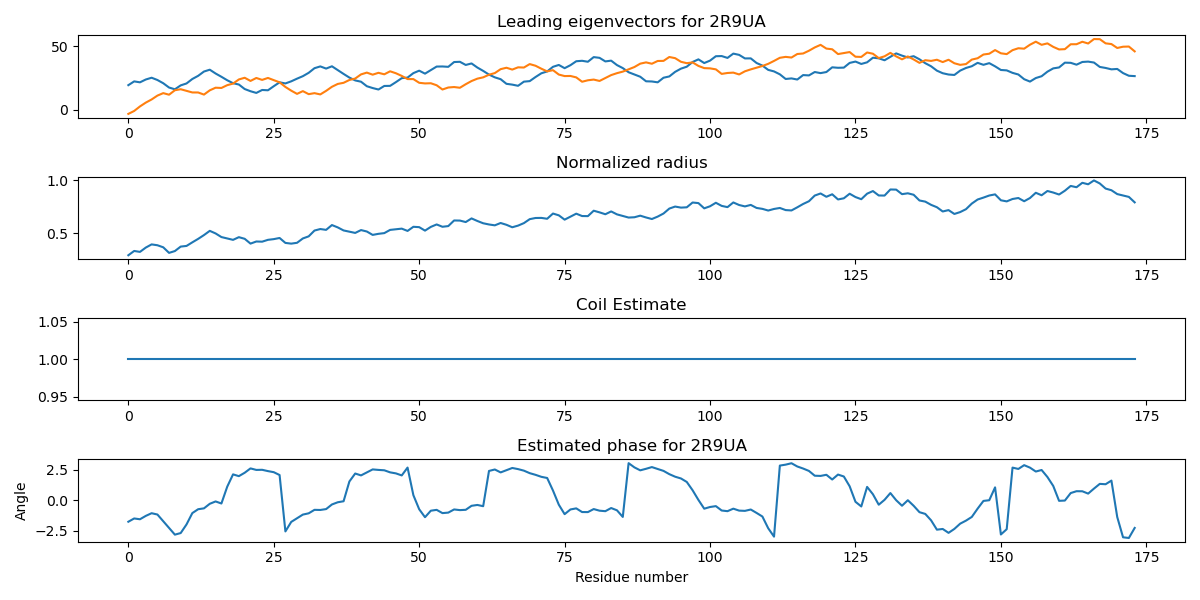 Leading eigenvectors for 2R9UA
50
0
0 25 50 75 100 125 150 175
Normalized radius
1.0
0.5
0 25 50 75 100 125 150 175
Coil Estimate
1.05
1.00
0.95
0 25 50 75 100 125 150 175
Estimated phase for 2R9UA
Angle
2.5
0.0
−2.5
0 25 50 75 100 125 150 175
Residue number